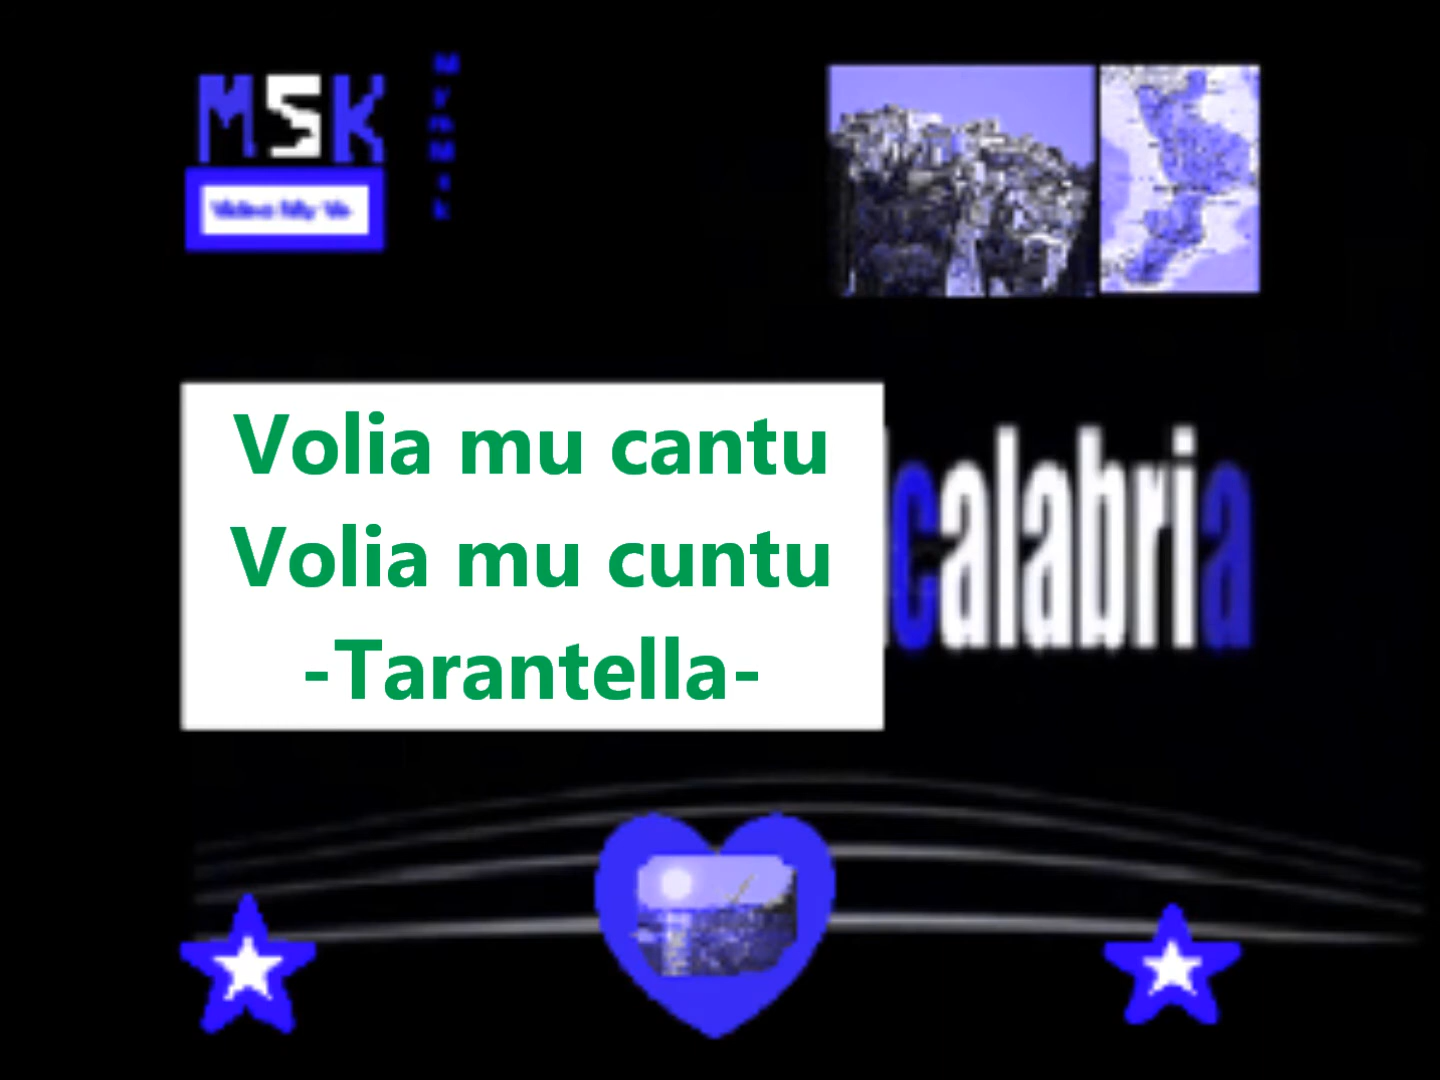 MSK
Volia mu cantu
Volia mu cuntu
-Tarantella-
calabria